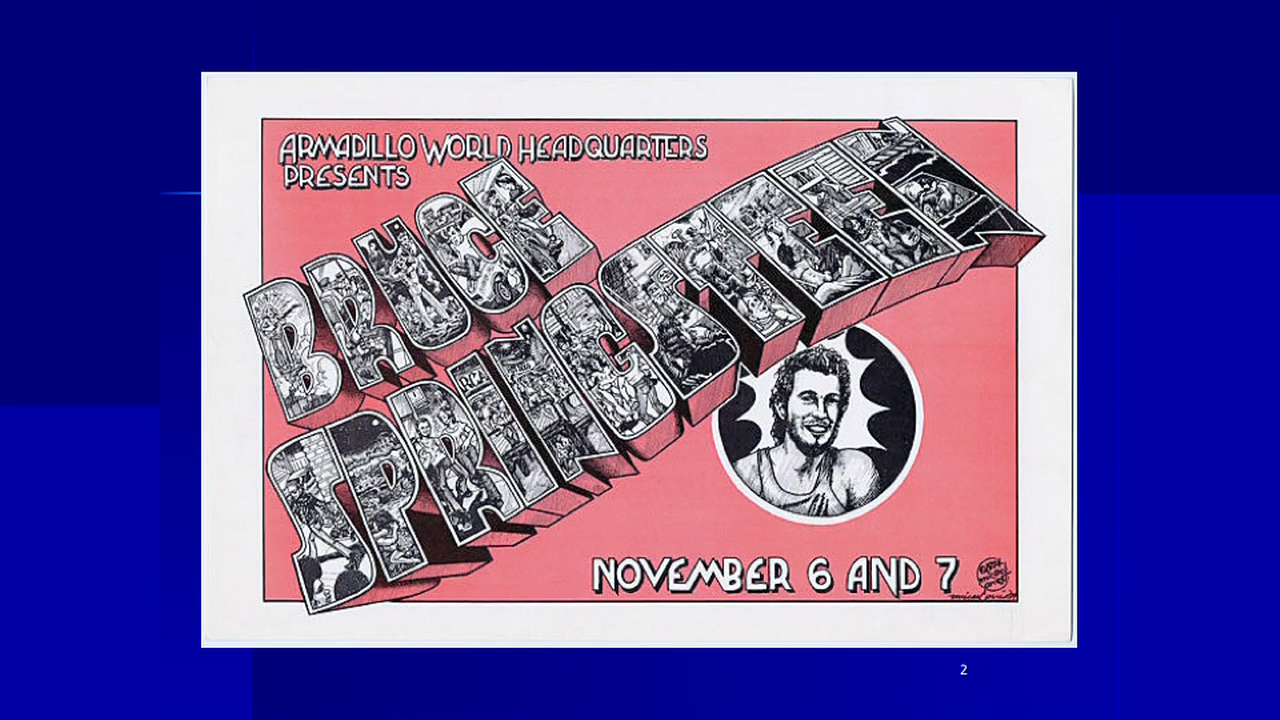 ARMADILLO WORLD HEADQUARTERS
PRESENTS
BRUCE
SPRINGSTEEN
NOVEMBER 6 AND 7
2